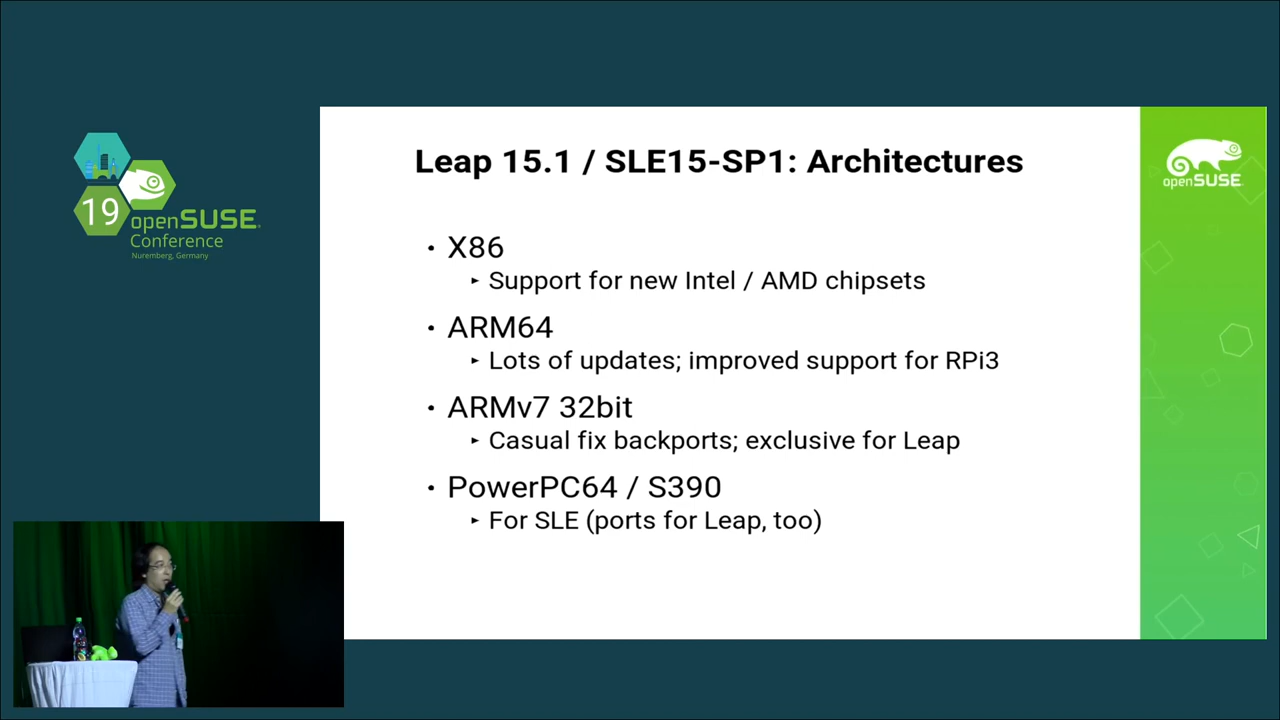 19
openSUSE
Conference
Nuremberg, Germany
Leap 15.1 / SLE15-SP1: Architectures
• X86
‣ Support for new Intel / AMD chipsets
• ARM64
‣ Lots of updates; improved support for RPi3
• ARMv7 32bit
‣ Casual fix backports; exclusive for Leap
• PowerPC64 / S390
‣ For SLE (ports for Leap, too)
openSUSE